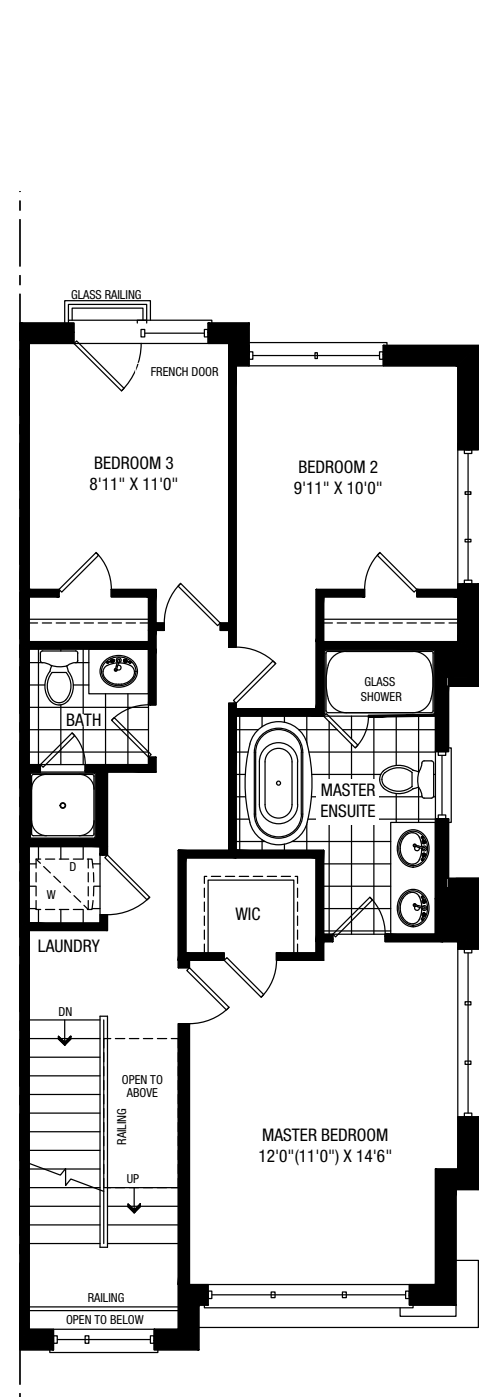 GLASS RAILING
FRENCH DOOR
BEDROOM 3
8'11" X 11'0"
BEDROOM 2
9'11" X 10'0"
GLASS
SHOWER
BATH
MASTER
ENSUITE
D
W
WIC
LAUNDRY
DN
OPEN TO
ABOVE
RAILING
MASTER BEDROOM
12'0"(11'0") X 14'6"
UP
RAILING
OPEN TO BELOW